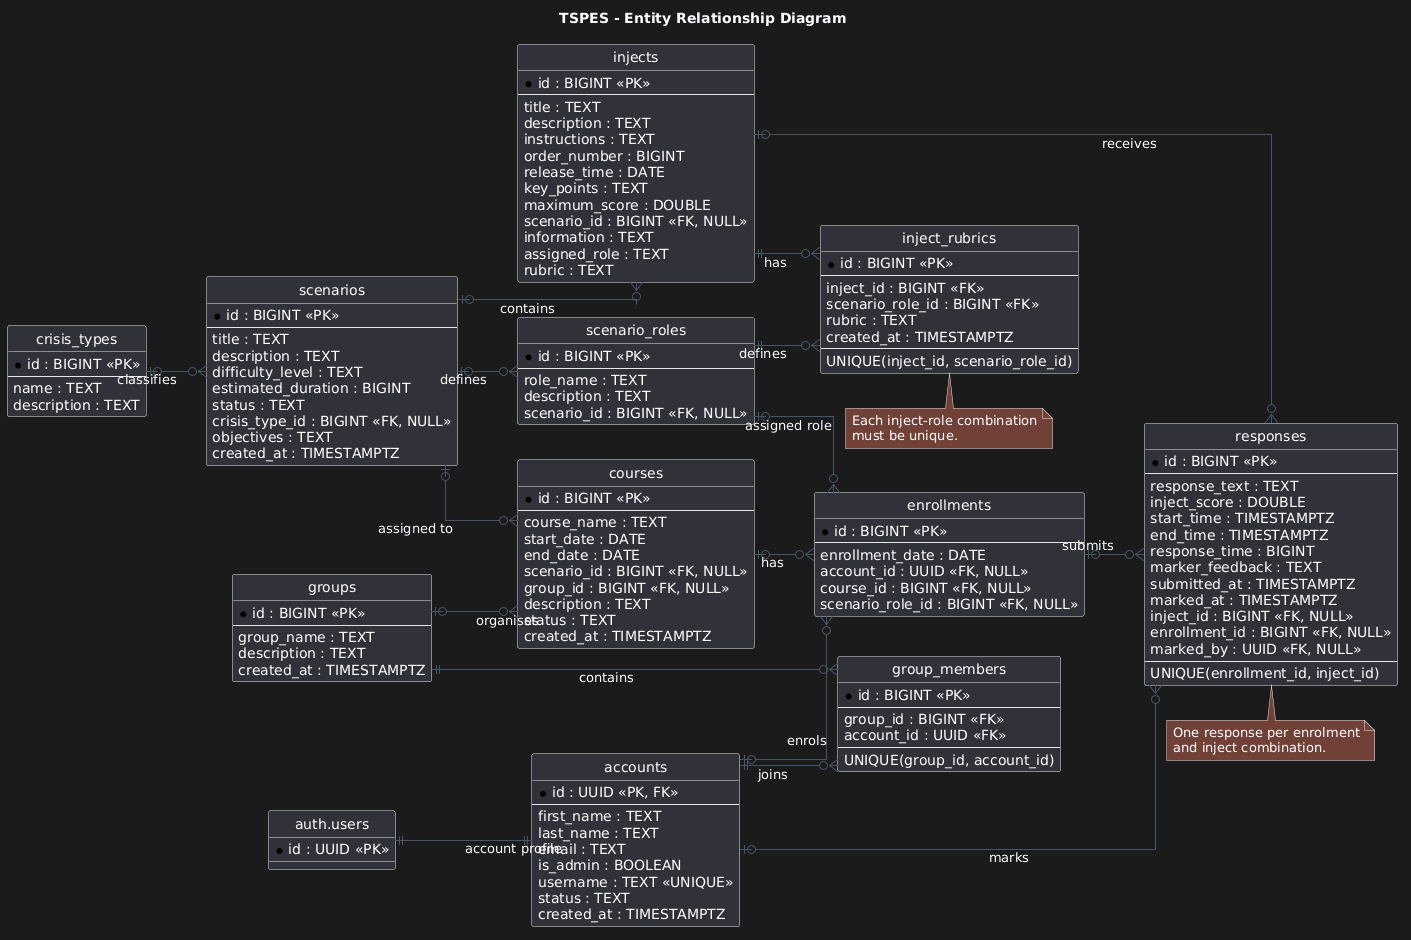 TSPES - Entity Relationship Diagram
injects
id : BIGINT «PK»
title : TEXT
description : TEXT
instructions : TEXT
order_number : BIGINT
release_time : DATE
key_points : TEXT
maximum_score : DOUBLE
scenario_id : BIGINT «FK, NULL»
information : TEXT
assigned_role : TEXT
rubric : TEXT
receives
has
inject_rubrics
id : BIGINT «PK»
inject_id : BIGINT «FK»
scenario_role_id : BIGINT «FK»
rubric : TEXT
created_at : TIMESTAMPTZ
UNIQUE(inject_id, scenario_role_id)
Each inject-role combination
must be unique.
scenarios
id : BIGINT «PK»
title : TEXT
description : TEXT
difficulty_level : TEXT
estimated_duration : BIGINT
status : TEXT
crisis_type_id : BIGINT «FK, NULL»
objectives : TEXT
created_at : TIMESTAMPTZ
contains
crisis_types
id : BIGINT «PK»
name : TEXT
description : TEXT
classifies
scenario_roles
id : BIGINT «PK»
role_name : TEXT
description : TEXT
scenario_id : BIGINT «FK, NULL»
defines
defines
assigned role
courses
id : BIGINT «PK»
course_name : TEXT
start_date : DATE
end_date : DATE
scenario_id : BIGINT «FK, NULL»
group_id : BIGINT «FK, NULL»
description : TEXT
status : TEXT
created_at : TIMESTAMPTZ
assigned to
has
enrollments
id : BIGINT «PK»
enrollment_date : DATE
account_id : UUID «FK, NULL»
course_id : BIGINT «FK, NULL»
scenario_role_id : BIGINT «FK, NULL»
submits
responses
id : BIGINT «PK»
response_text : TEXT
inject_score : DOUBLE
start_time : TIMESTAMPTZ
end_time : TIMESTAMPTZ
response_time : BIGINT
marker_feedback : TEXT
submitted_at : TIMESTAMPTZ
marked_at : TIMESTAMPTZ
inject_id : BIGINT «FK, NULL»
enrollment_id : BIGINT «FK, NULL»
marked_by : UUID «FK, NULL»
UNIQUE(enrollment_id, inject_id)
One response per enrolment
and inject combination.
groups
id : BIGINT «PK»
group_name : TEXT
description : TEXT
created_at : TIMESTAMPTZ
organises
contains
group_members
id : BIGINT «PK»
group_id : BIGINT «FK»
account_id : UUID «FK»
UNIQUE(group_id, account_id)
enrols
joins
accounts
id : UUID «PK, FK»
first_name : TEXT
last_name : TEXT
email : TEXT
is_admin : BOOLEAN
username : TEXT «UNIQUE»
status : TEXT
created_at : TIMESTAMPTZ
auth.users
id : UUID «PK»
account profile
marks